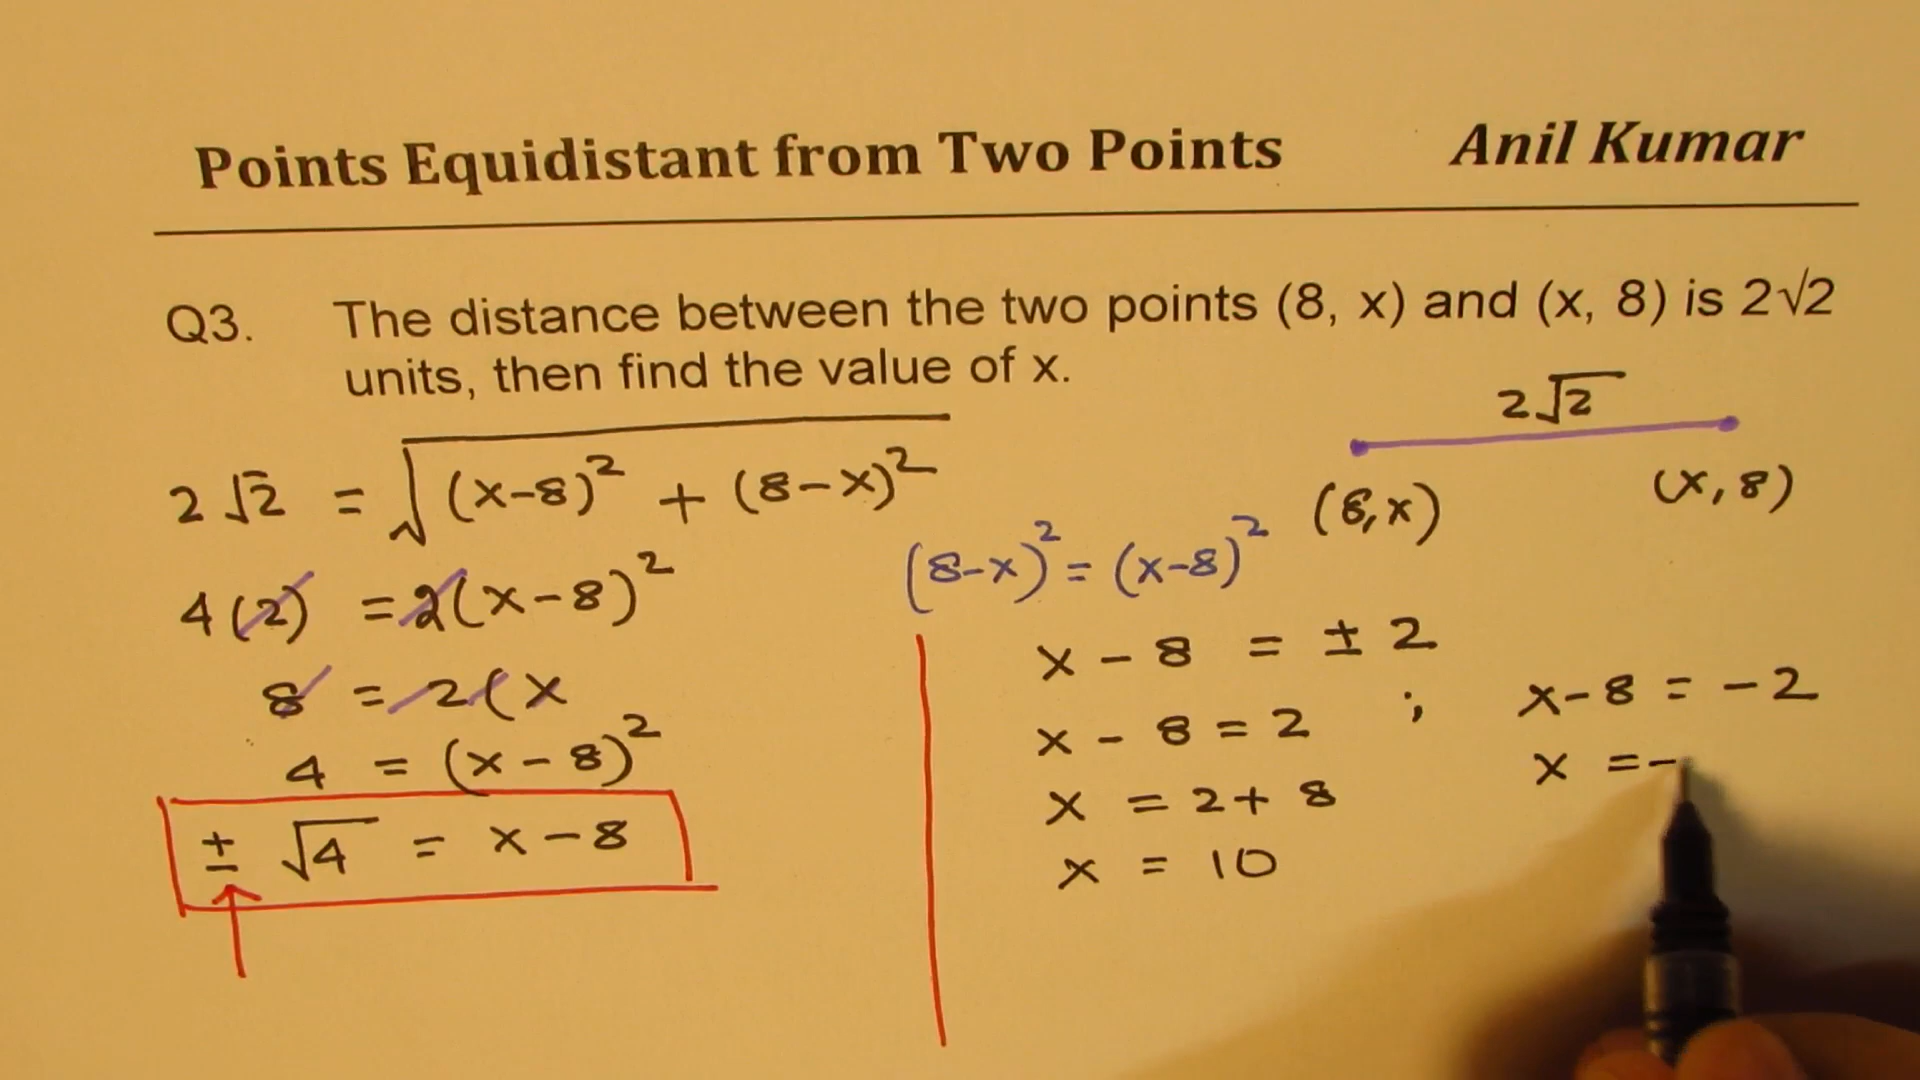 Points Equidistant from Two Points Anil Kumar
Q3. The distance between the two points (8, x) and (x, 8) is 2√2
units, then find the value of x.
2√2
(8,x) (x,8)
2√2 = √((x-8)² + (8-x)²)
4(2) = 2(x-8)²
8 = 2(x
4 = (x-8)²
± √4 = x-8
(8-x)² = (x-8)²
x - 8 = ± 2
x - 8 = 2 ; x-8 = -2
x = 2+ 8 x = -
x = 10